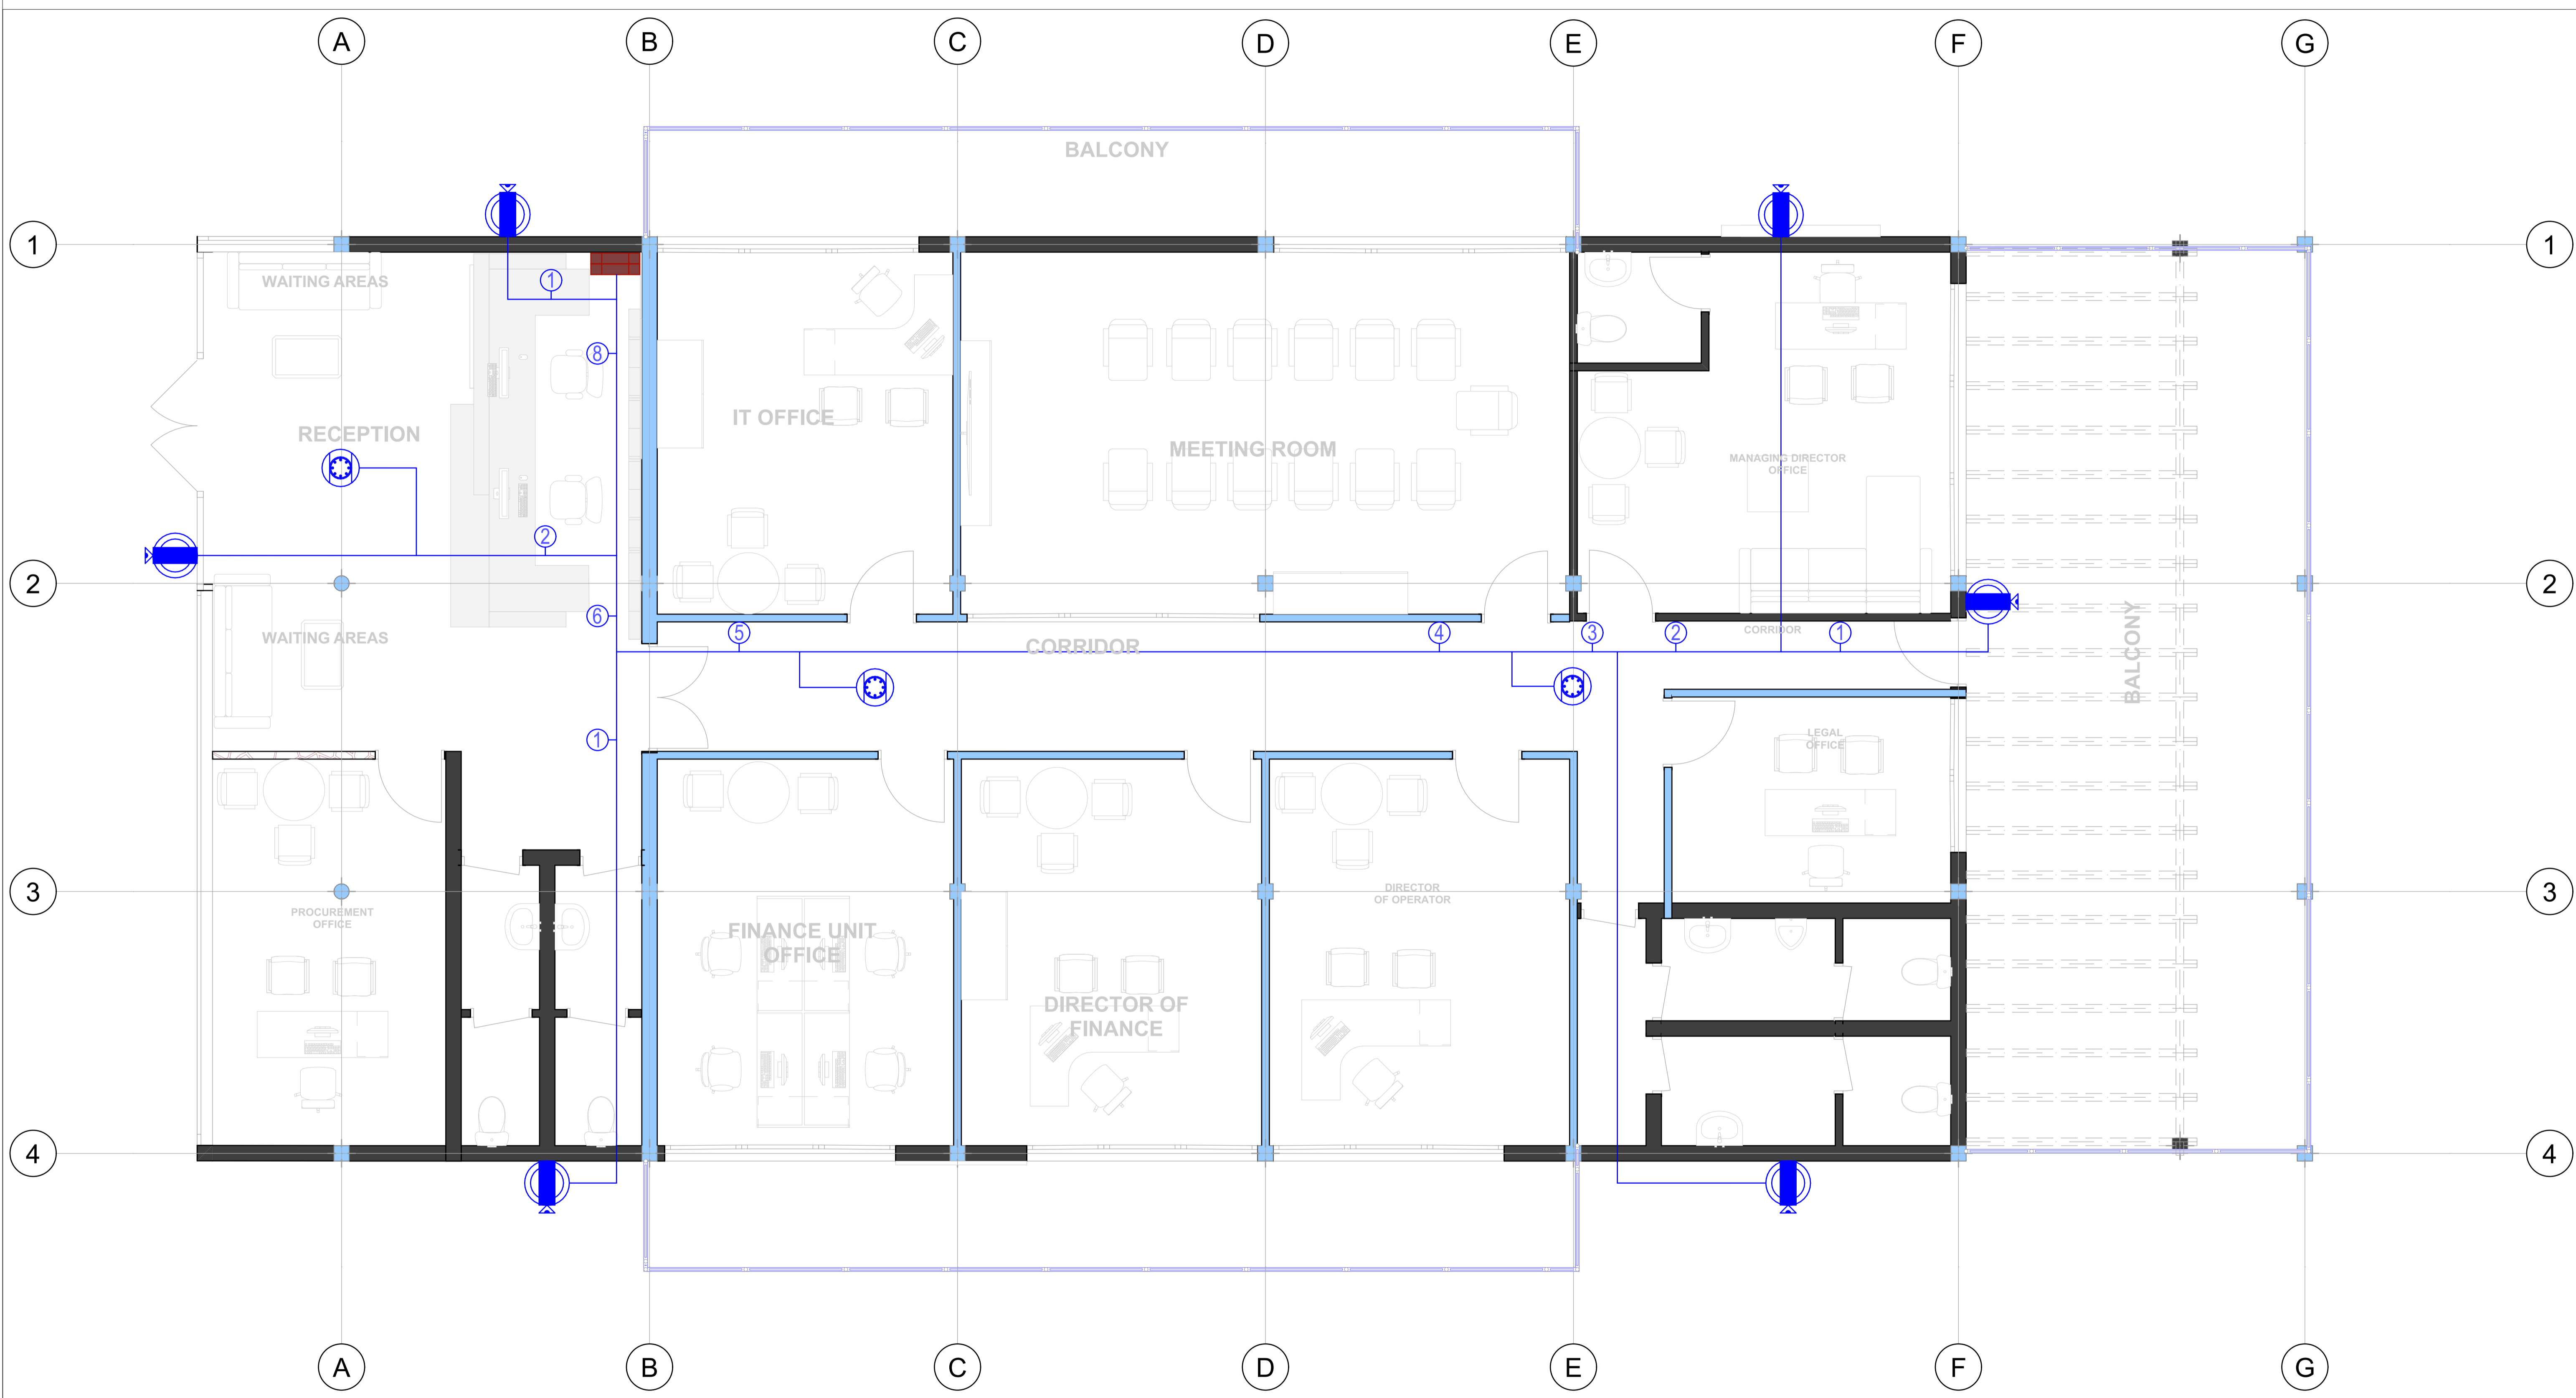 A B C D E F G
BALCONY
1 1
WAITING AREAS
1
8
IT OFFICE
RECEPTION
MEETING ROOM
MANAGING DIRECTOR
OFFICE
2
2 2
6
5 4 3 2 1
WAITING AREAS
CORRIDOR
CORRIDOR
BALCONY
1
LEGAL
OFFICE
3 3
DIRECTOR
OF OPERATOR
PROCUREMENT
OFFICE
FINANCE UNIT
OFFICE
DIRECTOR OF
FINANCE
4 4
A B C D E F G